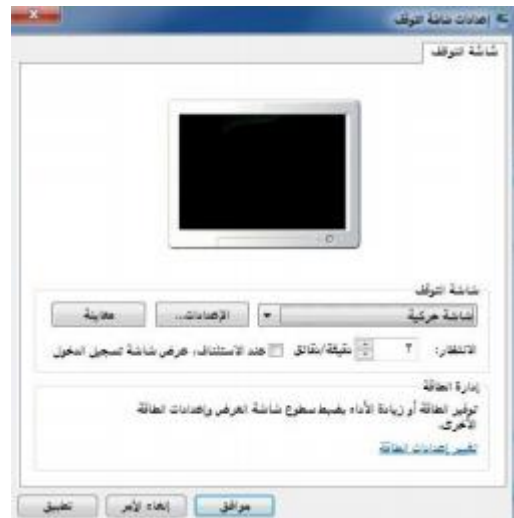 إعدادات شاشة التوقف
شاشة التوقف
شاشة التوقف
شاشة حركية
الإعدادات...
معاينة
الانتظار: ٢ دقيقة/دقائق عند الاستئناف، عرض شاشة تسجيل الدخول
إدارة الطاقة
توفير الطاقة أو زيادة الأداء بضبط سطوع شاشة العرض وإعدادات الطاقة
الأخرى.
تغيير إعدادات الطاقة
موافق
إلغاء الأمر
تطبيق